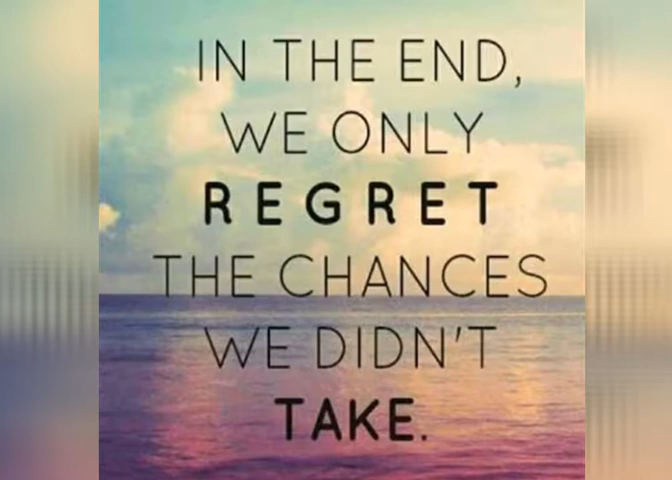 IN THE END,
WE ONLY
REGRET
THE CHANCES
WE DIDN'T
TAKE.